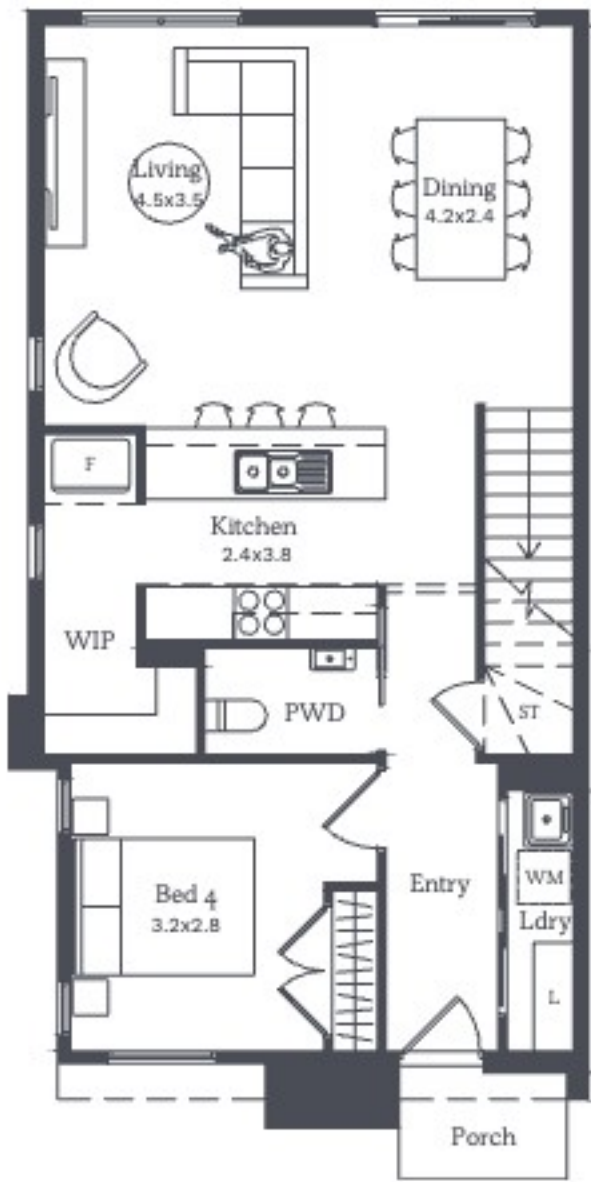 Living
4.5x3.5
Dining
4.2x2.4
F
Kitchen
2.4x3.8
WIP
PWD
ST
Bed 4
3.2x2.8
Entry
WM
Ldry
L
Porch